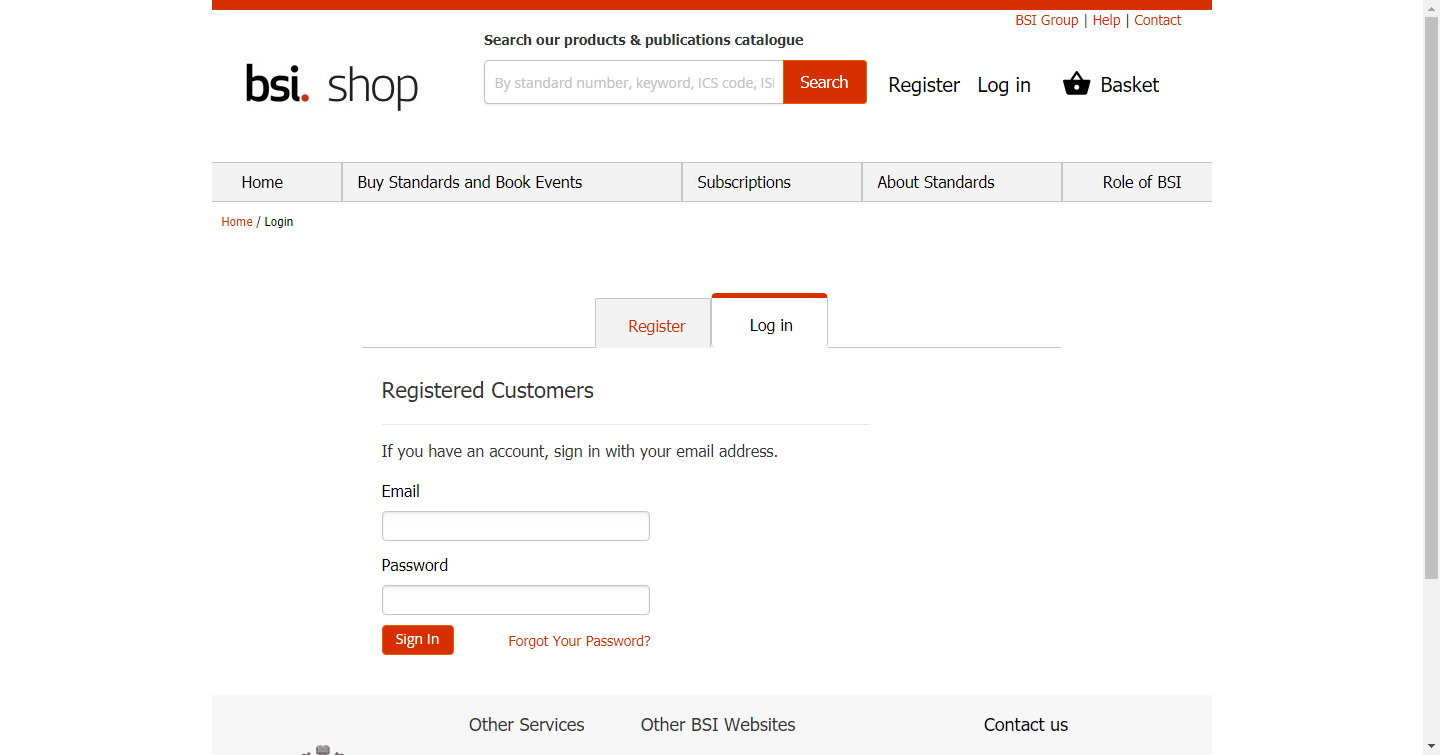 BSI Group | Help | Contact
Search our products & publications catalogue
bsi. shop
By standard number, keyword, ICS code, ISI
Search
Register
Log in
Basket
Home
Buy Standards and Book Events
Subscriptions
About Standards
Role of BSI
Home / Login
Register
Log in
Registered Customers
If you have an account, sign in with your email address.
Email
Password
Sign In
Forgot Your Password?
Other Services
Other BSI Websites
Contact us